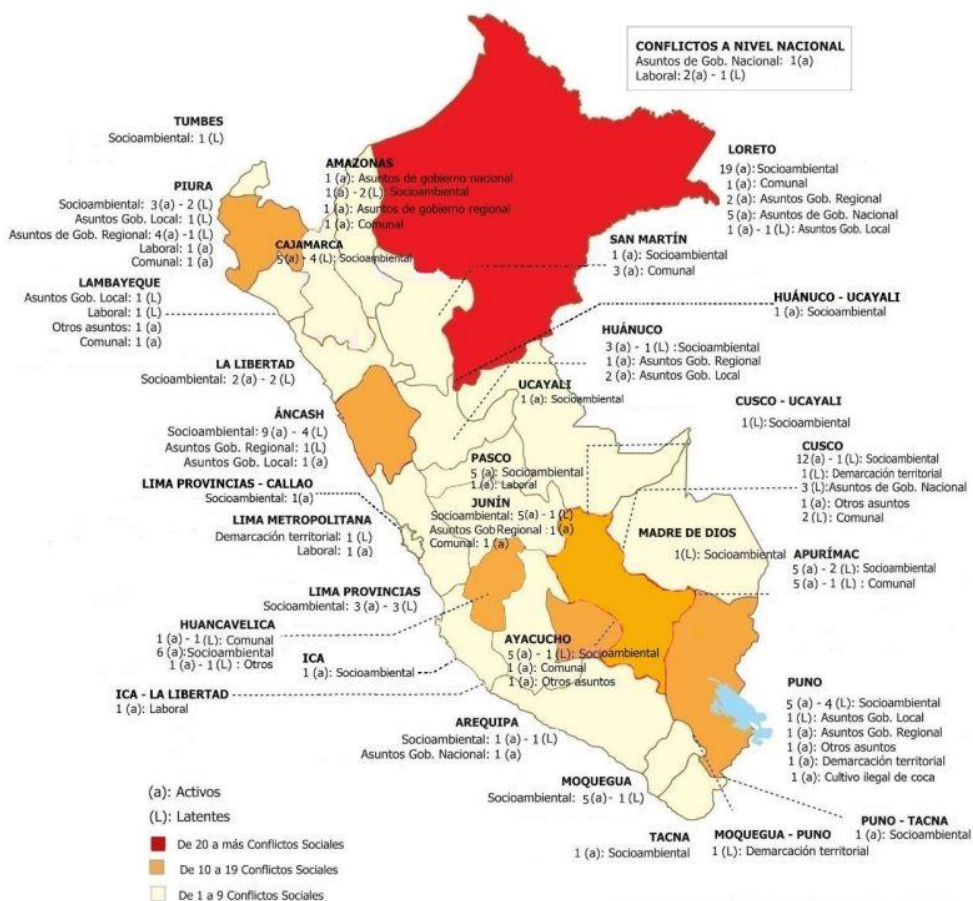 CONFLICTOS A NIVEL NACIONAL
Asuntos de Gob. Nacional: 1(a)
Laboral: 2(a) - 1(L)
TUMBES
Socioambiental: 1 (L)
PIURA
Socioambiental: 3(a) - 2 (L)
Asuntos Gob. Local: 1(L)
Asuntos de Gob. Regional: 4(a) -1(L)
Laboral: 1 (a)
Comunal: 1 (a)
AMAZONAS
1 (a): Asuntos de gobierno nacional
1(a) - 2(L): Socioambiental
1(a): Asuntos de gobierno regional
1 (a): Comunal
LORETO
19 (a): Socioambiental
1 (a): Comunal
2 (a): Asuntos Gob. Regional
5 (a): Asuntos de Gob. Nacional
1 (a) - 1 (L): Asuntos Gob. Local
CAJAMARCA
5(a) - 4 (L): Socioambiental
SAN MARTÍN
1 (a): Socioambiental
3 (a): Comunal
LAMBAYEQUE
Asuntos Gob. Local: 1 (L)
Laboral: 1 (L)
Otros asuntos: 1 (a)
Comunal: 1 (a)
HUÁNUCO - UCAYALI
1 (a): Socioambiental
HUÁNUCO
3 (a) - 1 (L) :Socioambiental
1 (a): Asuntos Gob. Regional
2 (a): Asuntos Gob. Local
LA LIBERTAD
Socioambiental: 2 (a) - 2 (L)
UCAYALI
1 (a): Socioambiental
CUSCO - UCAYALI
1(L): Socioambiental
ÁNCASH
Socioambiental: 9 (a) - 4 (L)
Asuntos Gob. Regional: 1(L)
Asuntos Gob. Local: 1 (a)
CUSCO
12(a) - 1(L): Socioambiental
1(L): Demarcación territorial
3 (L):Asuntos de Gob. Nacional
1 (a): Otros asuntos
2 (L): Comunal
PASCO
5 (a): Socioambiental
1(a): Laboral
LIMA PROVINCIAS - CALLAO
Socioambiental: 1(a)
JUNÍN
Socioambiental: 5(a) - 1 (L)
Asuntos Gob Regional : 1(a)
Comunal: 1 (a)
LIMA METROPOLITANA
Demarcación territorial: 1 (L)
Laboral: 1 (a)
MADRE DE DIOS
1(L): Socioambiental
APURÍMAC
5 (a) - 2 (L): Socioambiental
5(a) - 1 (L) : Comunal
LIMA PROVINCIAS
Socioambiental: 3 (a) - 3 (L)
HUANCAVELICA
1 (a) - 1 (L): Comunal
6 (a):Socioambiental
1 (a) - 1(L) : Otros
ICA
1 (a): Socioambiental
AYACUCHO
5 (a) - 1 (L): Socioambiental
1 (a): Comunal
1 (a): Otros asuntos
ICA - LA LIBERTAD
1 (a): Laboral
PUNO
5 (a) - 4 (L): Socioambiental
1 (L): Asuntos Gob. Local
1 (a): Asuntos Gob. Regional
1 (a): Otros asuntos
1 (a): Demarcación territorial
1 (a): Cultivo ilegal de coca
AREQUIPA
Socioambiental: 1 (a) - 1 (L)
Asuntos Gob. Nacional: 1 (a)
MOQUEGUA
Socioambiental: 5(a) - 1(L)
PUNO - TACNA
1 (a): Socioambiental
TACNA
1 (a): Socioambiental
MOQUEGUA - PUNO
1 (L): Demarcación territorial
(a): Activos
(L): Latentes
De 20 a más Conflictos Sociales
De 10 a 19 Conflictos Sociales
De 1 a 9 Conflictos Sociales